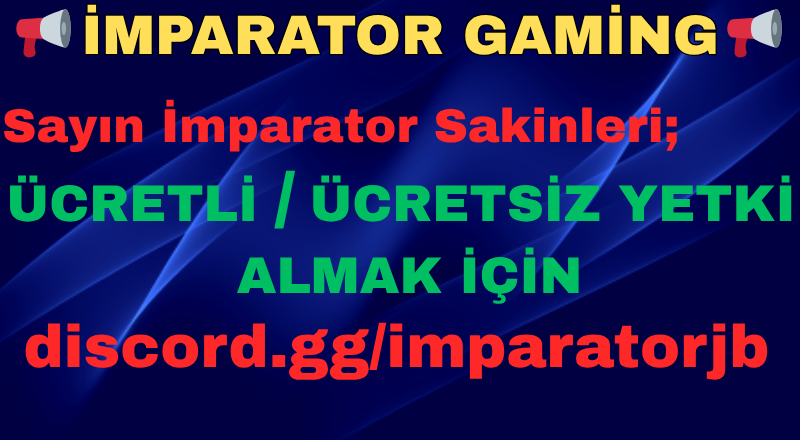 İMPARATOR GAMİNG
Sayın İmparator Sakinleri;
ÜCRETLİ / ÜCRETSİZ YETKİ
ALMAK İÇİN
discord.gg/imparatorjb